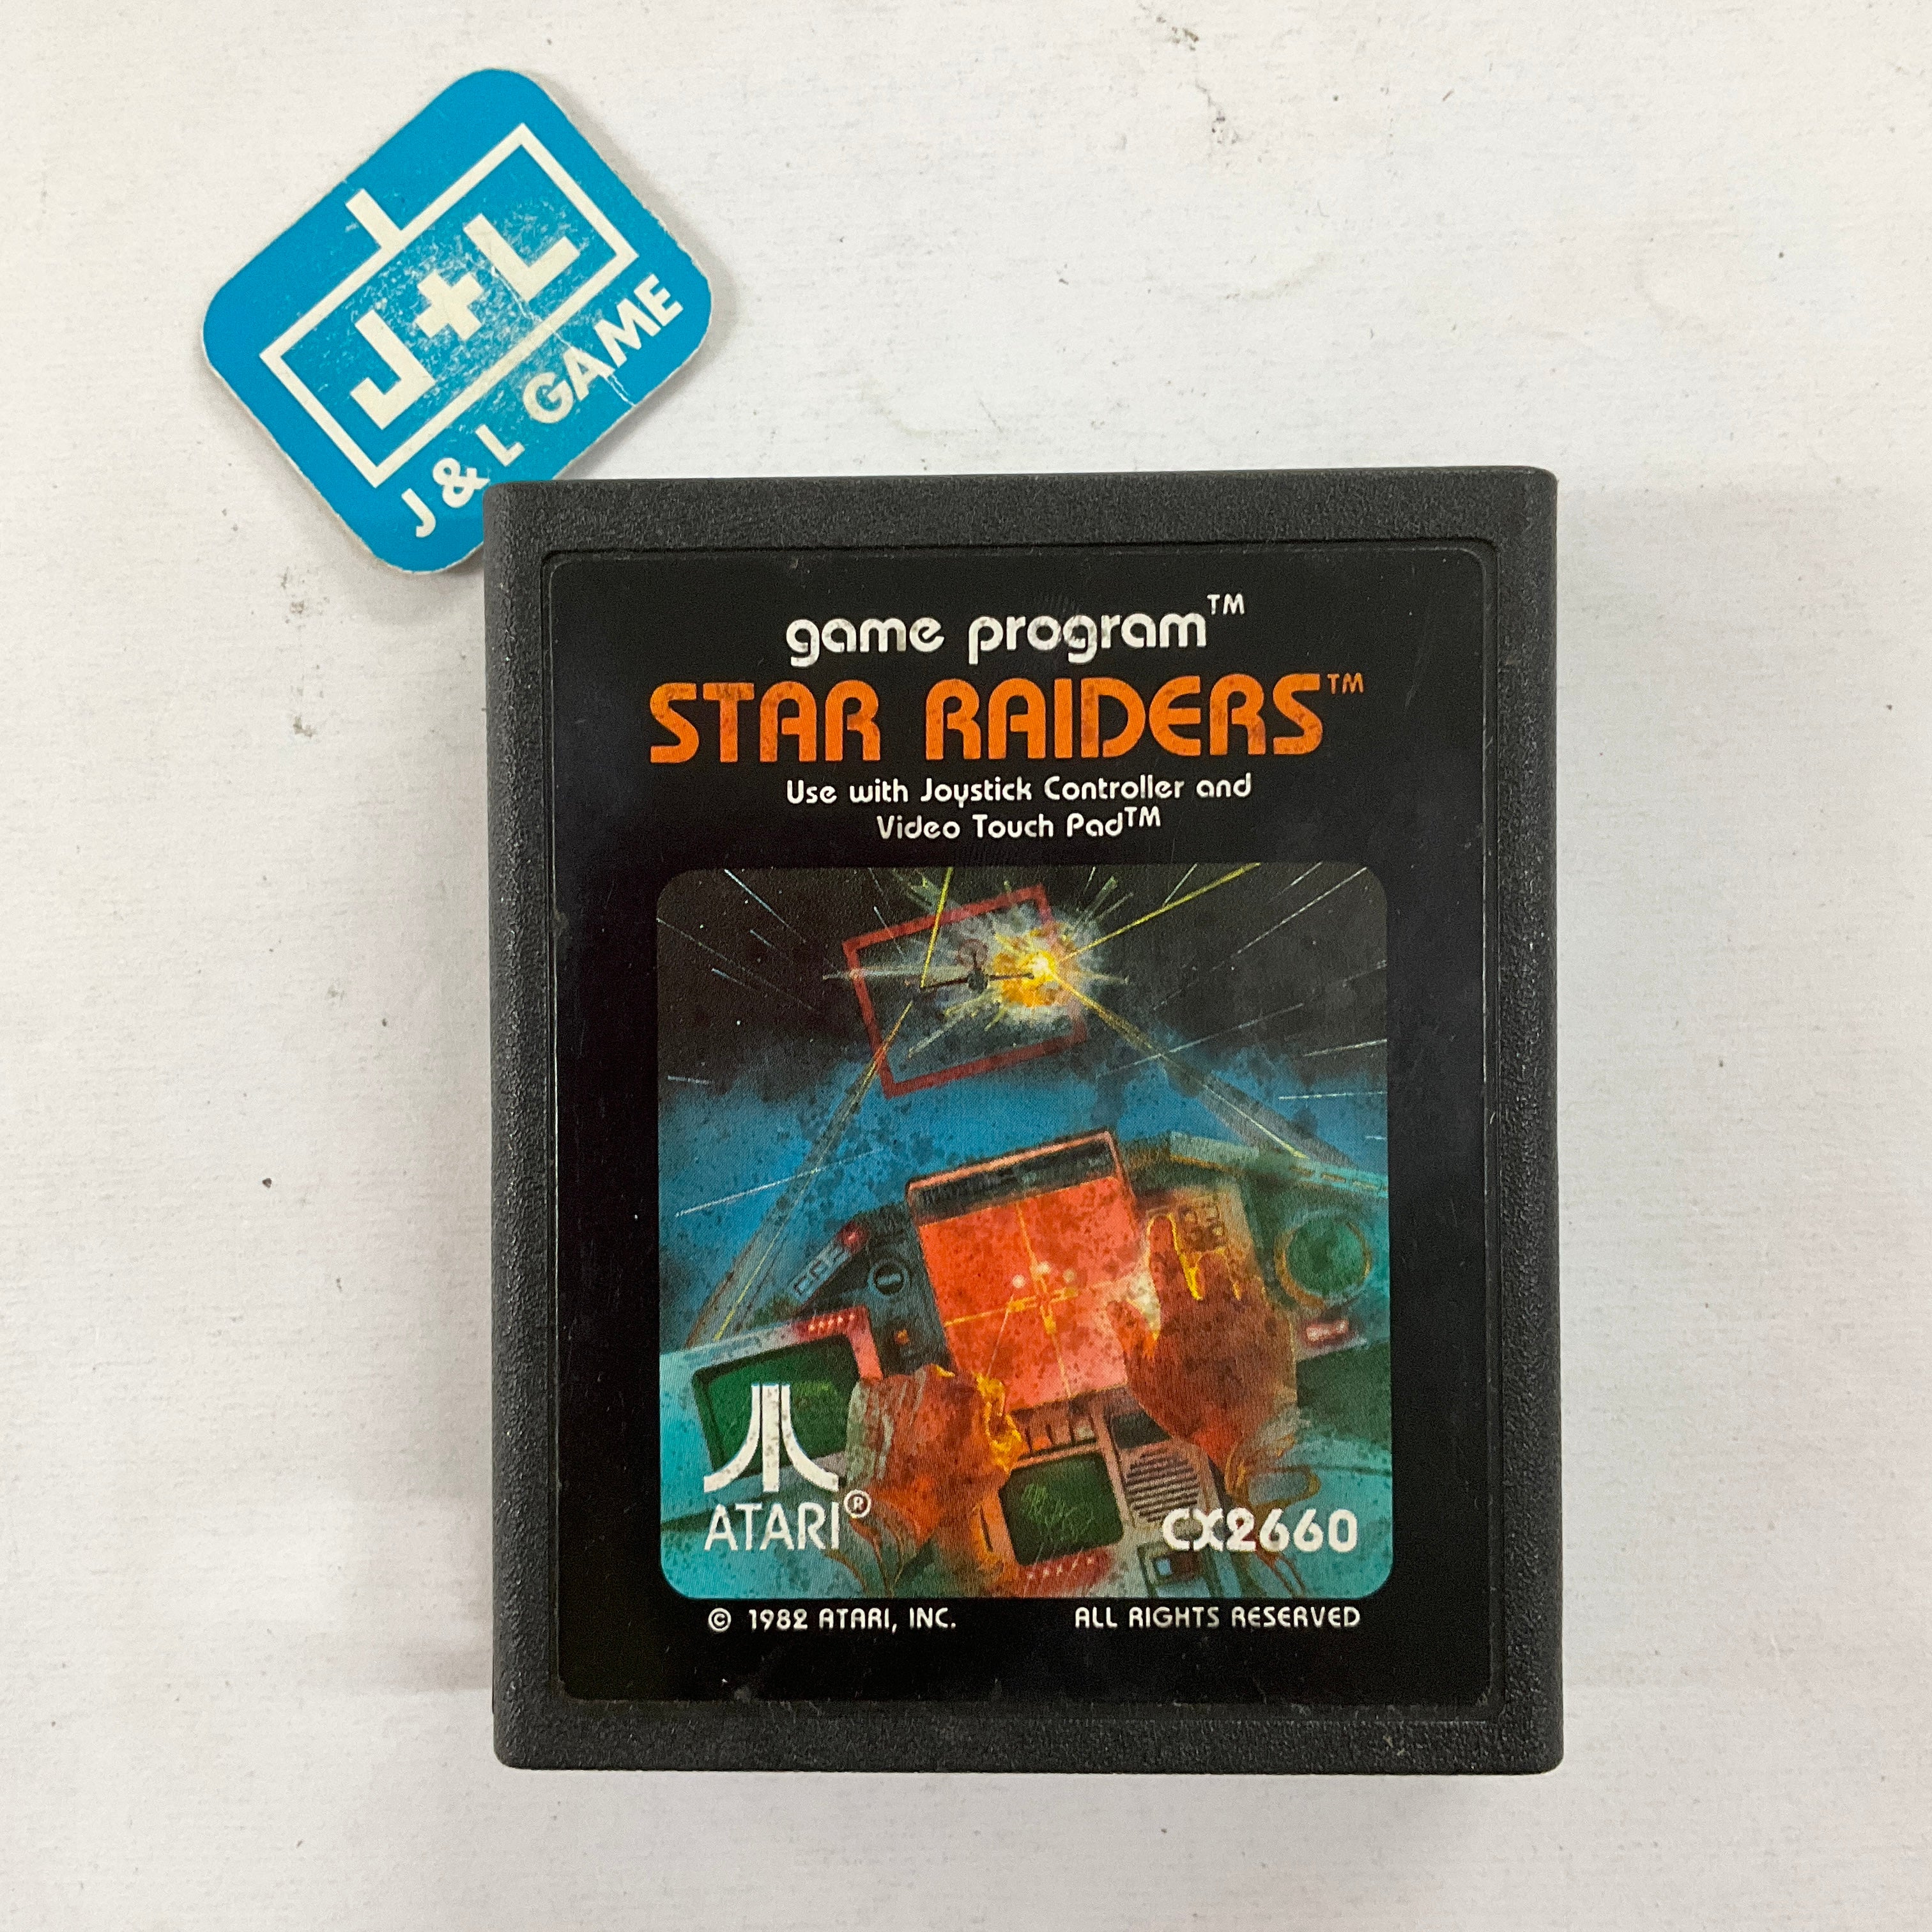 J+L
J & L GAME
game program™
STAR RAIDERS™
Use with Joystick Controller and
Video Touch Pad™
ATARI®
CX2660
© 1982 ATARI, INC. ALL RIGHTS RESERVED